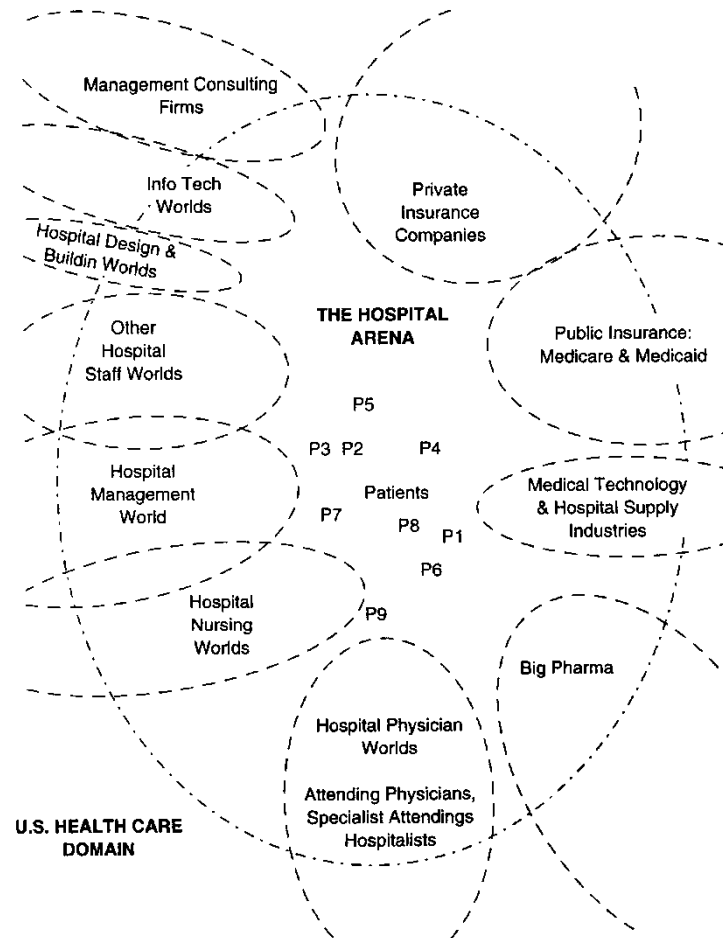 Management Consulting
Firms
Info Tech
Worlds
Private
Insurance
Companies
Hospital Design &
Buildin Worlds
THE HOSPITAL
ARENA
Other
Hospital
Staff Worlds
Public Insurance:
Medicare & Medicaid
P5
P3 P2 P4
Hospital
Management
World
Patients
Medical Technology
& Hospital Supply
Industries
P7 P8 P1
P6
Hospital
Nursing
Worlds
P9
Big Pharma
Hospital Physician
Worlds
Attending Physicians,
Specialist Attendings
Hospitalists
U.S. HEALTH CARE
DOMAIN